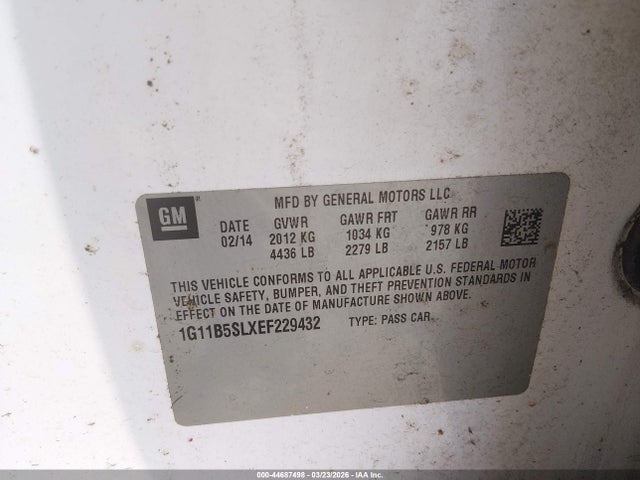 MFD BY GENERAL MOTORS LLC
GM
DATE GVWR GAWR FRT GAWR RR
02/14 2012 KG 1034 KG 978 KG
4436 LB 2279 LB 2157 LB
THIS VEHICLE CONFORMS TO ALL APPLICABLE U.S. FEDERAL MOTOR
VEHICLE SAFETY, BUMPER, AND THEFT PREVENTION STANDARDS IN
EFFECT ON THE DATE OF MANUFACTURE SHOWN ABOVE.
1G11B5SLXEF229432 TYPE: PASS CAR
000-44687498 - 03/23/2026 - IAA Inc.